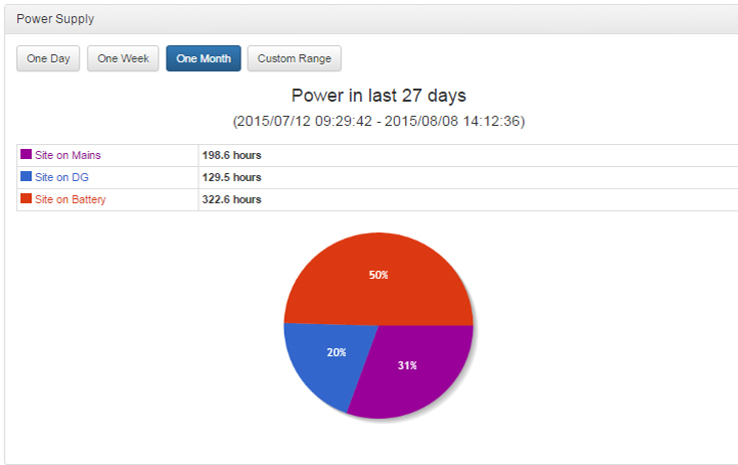 Power Supply
One Day One Week One Month Custom Range
Power in last 27 days
(2015/07/12 09:29:42 - 2015/08/08 14:12:36)
Site on Mains 198.6 hours
Site on DG 129.5 hours
Site on Battery 322.6 hours
50%
20%
31%